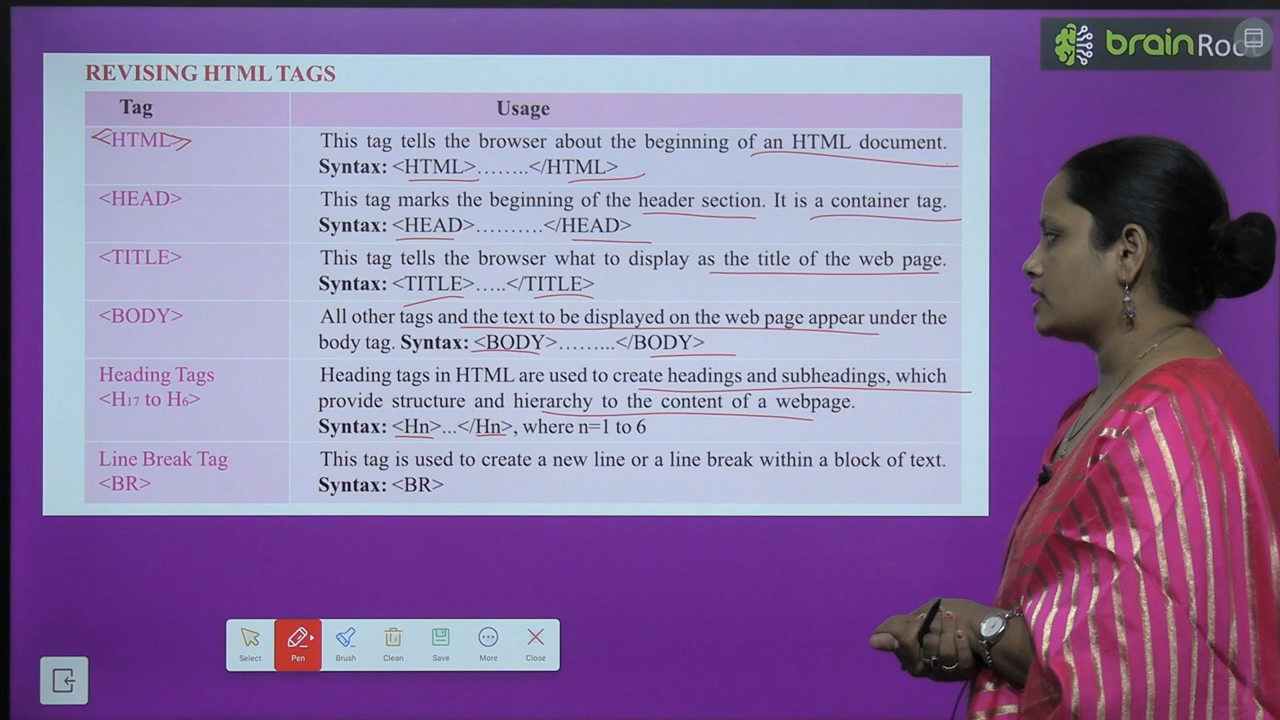 brainRoot
REVISING HTML TAGS
Tag Usage
<HTML> This tag tells the browser about the beginning of an HTML document.
Syntax: <HTML>........</HTML>
<HEAD> This tag marks the beginning of the header section. It is a container tag.
Syntax: <HEAD>..........</HEAD>
<TITLE> This tag tells the browser what to display as the title of the web page.
Syntax: <TITLE>.....</TITLE>
<BODY> All other tags and the text to be displayed on the web page appear under the
body tag. Syntax: <BODY>.........</BODY>
Heading Tags Heading tags in HTML are used to create headings and subheadings, which
<H17 to H6> provide structure and hierarchy to the content of a webpage.
Syntax: <Hn>...</Hn>, where n=1 to 6
Line Break Tag This tag is used to create a new line or a line break within a block of text.
<BR> Syntax: <BR>
Select Pen Brush Clean Save More Close